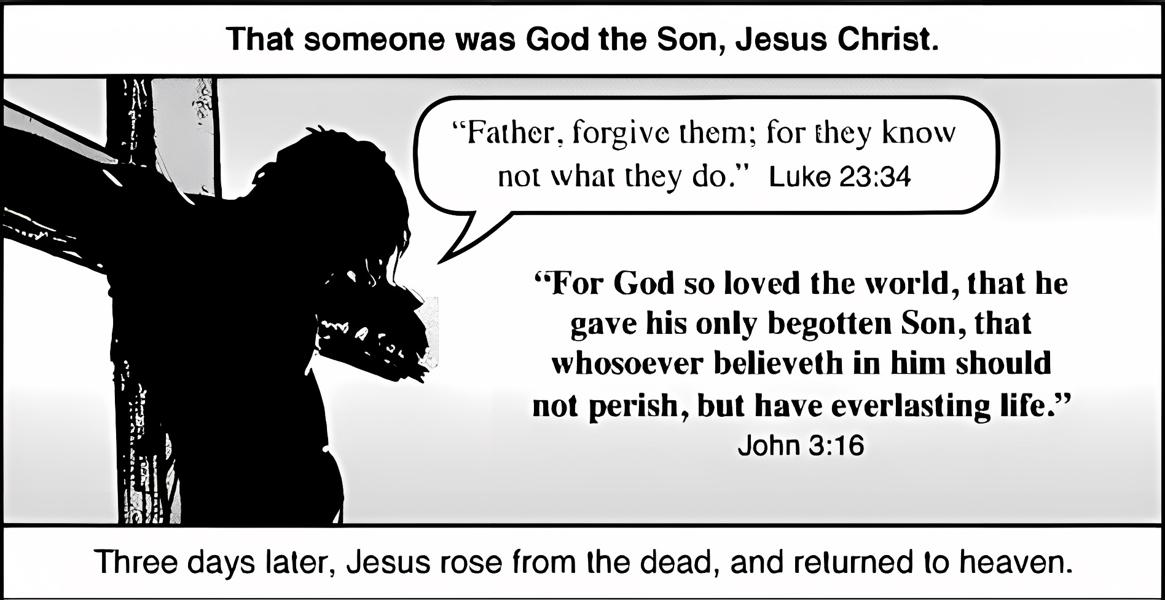 That someone was God the Son, Jesus Christ.
“Father, forgive them; for they know
not what they do.” Luke 23:34
“For God so loved the world, that he
gave his only begotten Son, that
whosoever believeth in him should
not perish, but have everlasting life.”
John 3:16
Three days later, Jesus rose from the dead, and returned to heaven.